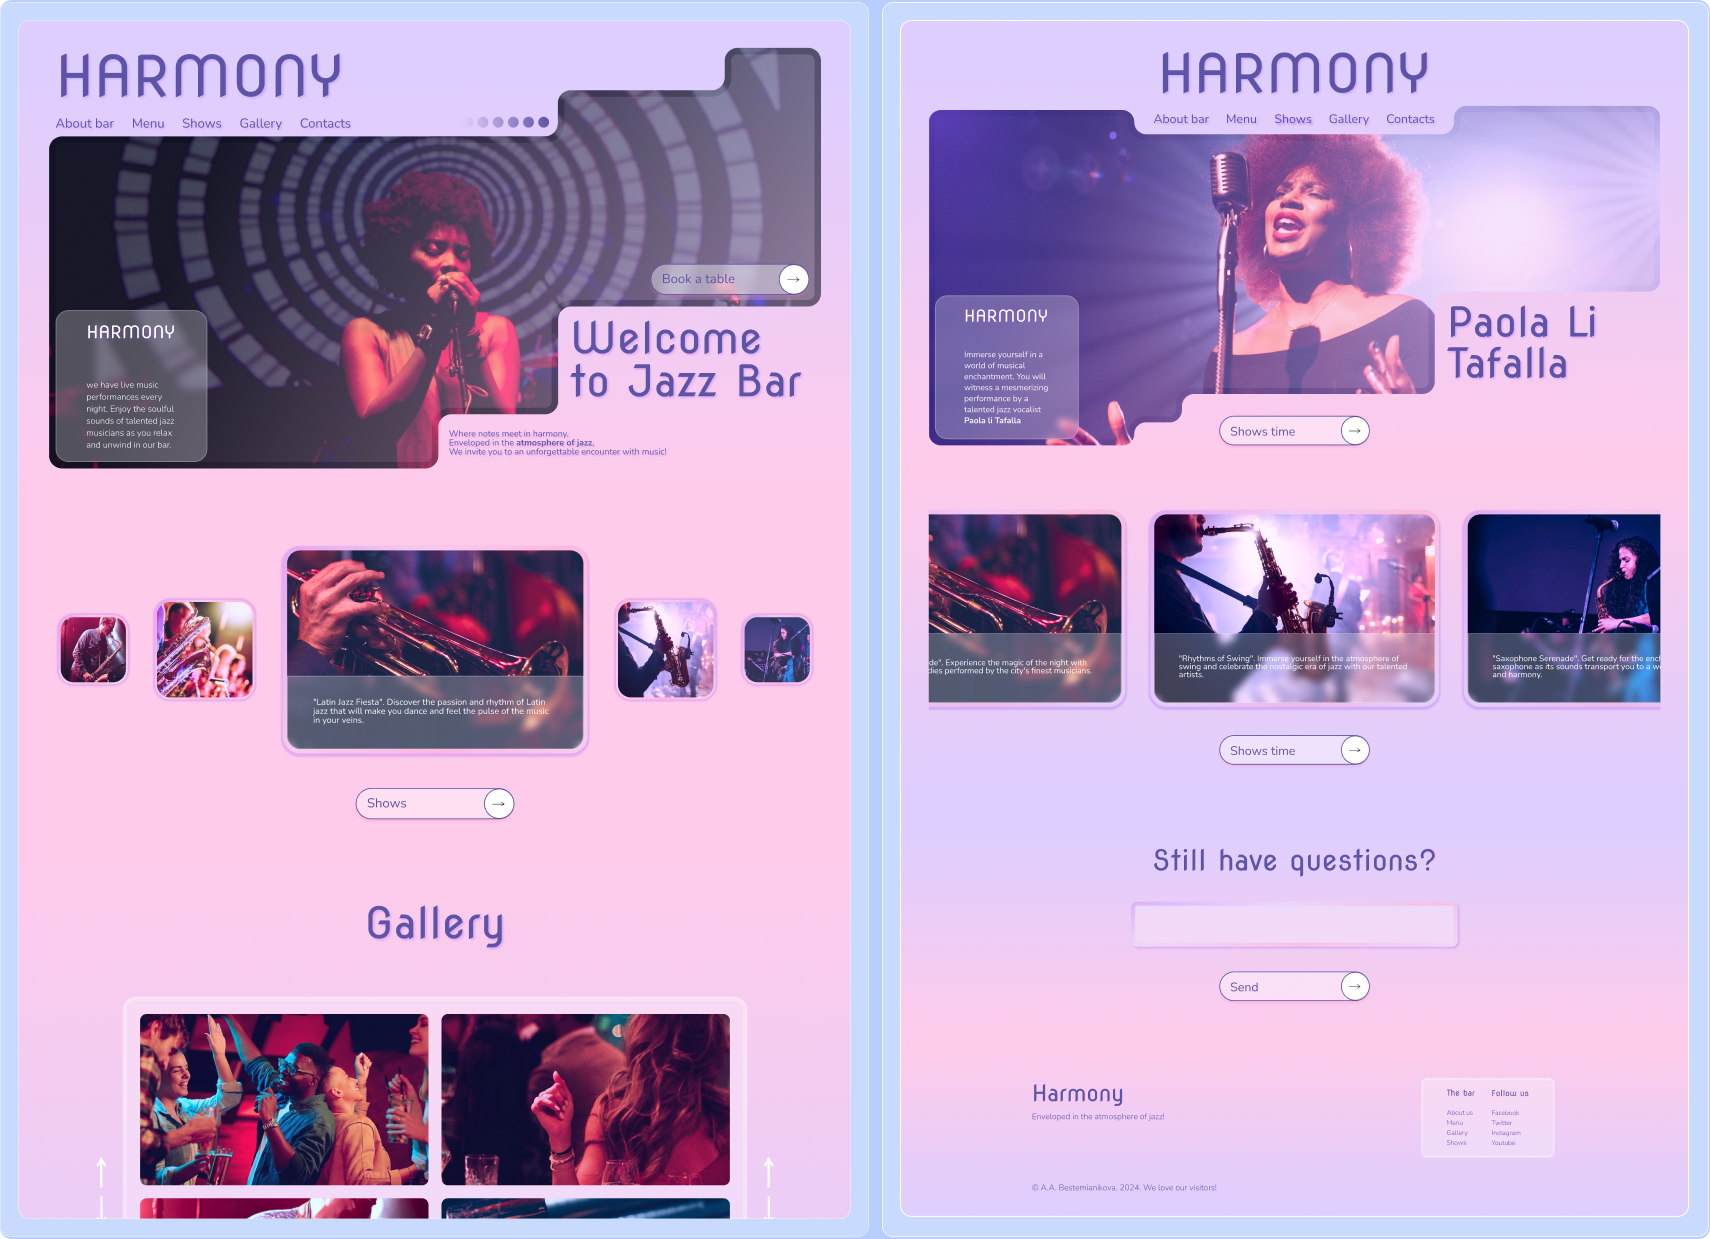 HARMONY
About bar Menu Shows Gallery Contacts
Book a table
HARMONY
we have live music
performances every
night. Enjoy the soulful
sounds of talented jazz
musicians as you relax
and unwind in our bar.
Welcome
to Jazz Bar
Where notes meet in harmony.
Enveloped in the atmosphere of jazz,
We invite you to an unforgettable encounter with music!
"Latin Jazz Fiesta". Discover the passion and rhythm of Latin
jazz that will make you dance and feel the pulse of the music
in your veins.
Shows
Gallery
HARMONY
About bar Menu Shows Gallery Contacts
HARMONY
Immerse yourself in a
world of musical
enchantment. You will
witness a mesmerizing
performance by a
talented jazz vocalist
Paola li Tafalla
Paola Li
Tafalla
Shows time
Experience the magic of the night with
performed by the city's finest musicians.
"Rhythms of Swing". Immerse yourself in the atmosphere of
swing and celebrate the nostalgic era of jazz with our talented
artists.
"Saxophone Serenade". Get ready for the
saxophone as its sounds transport you to a
and harmony.
Shows time
Still have questions?
Send
Harmony
Enveloped in the atmosphere of jazz!
The bar
About us
Menu
Gallery
Shows
Follow us
Facebook
Twitter
Instagram
Youtube
© A.A. Bestemianikova, 2024. We love our visitors!